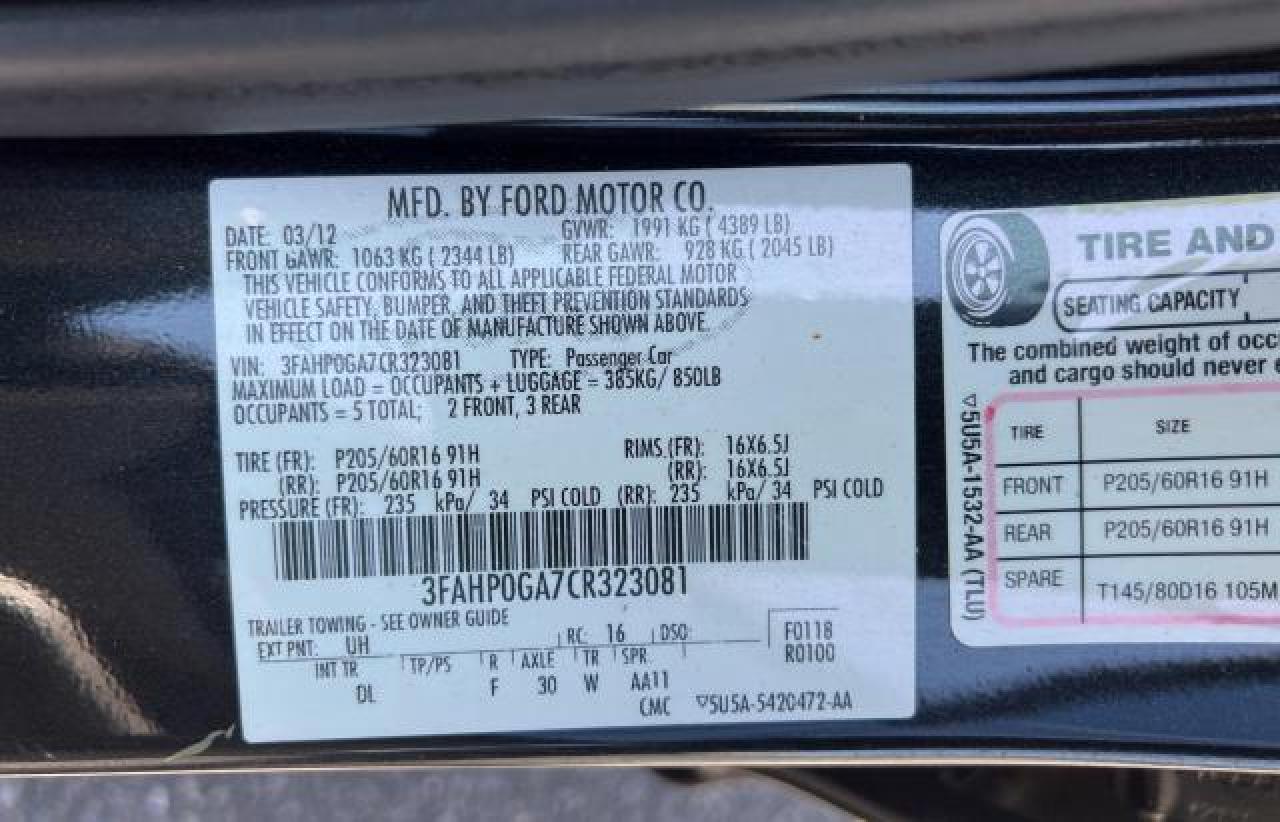 MFD. BY FORD MOTOR CO.
DATE: 03/12 GVWR: 1991 KG ( 4389 LB)
FRONT GAWR: 1063 KG ( 2344 LB) REAR GAWR: 928 KG ( 2045 LB)
THIS VEHICLE CONFORMS TO ALL APPLICABLE FEDERAL MOTOR
VEHICLE SAFETY, BUMPER, AND THEFT PREVENTION STANDARDS
IN EFFECT ON THE DATE OF MANUFACTURE SHOWN ABOVE.
VIN: 3FAHP0GA7CR323081 TYPE: Passenger Car
MAXIMUM LOAD = OCCUPANTS + LUGGAGE = 385KG/ 850LB
OCCUPANTS = 5 TOTAL; 2 FRONT, 3 REAR
TIRE (FR): P205/60R16 91H RIMS (FR): 16X6.5J
(RR): P205/60R16 91H (RR): 16X6.5J
PRESSURE (FR): 235 kPa/ 34 PSI COLD (RR): 235 kPa/ 34 PSI COLD
3FAHP0GA7CR323081
TRAILER TOWING - SEE OWNER GUIDE
EXT PNT: UH RC: 16 DSO: F0118
R0100
INT TR TP/PS R AXLE TR SPR
DL F 30 W AA11
CMC ▽5U5A-5420472-AA
TIRE AND
SEATING CAPACITY
The combined weight of occ
and cargo should never e
▽5U5A-1532-AA (TLU)
TIRE SIZE
FRONT P205/60R16 91H
REAR P205/60R16 91H
SPARE T145/80D16 105M